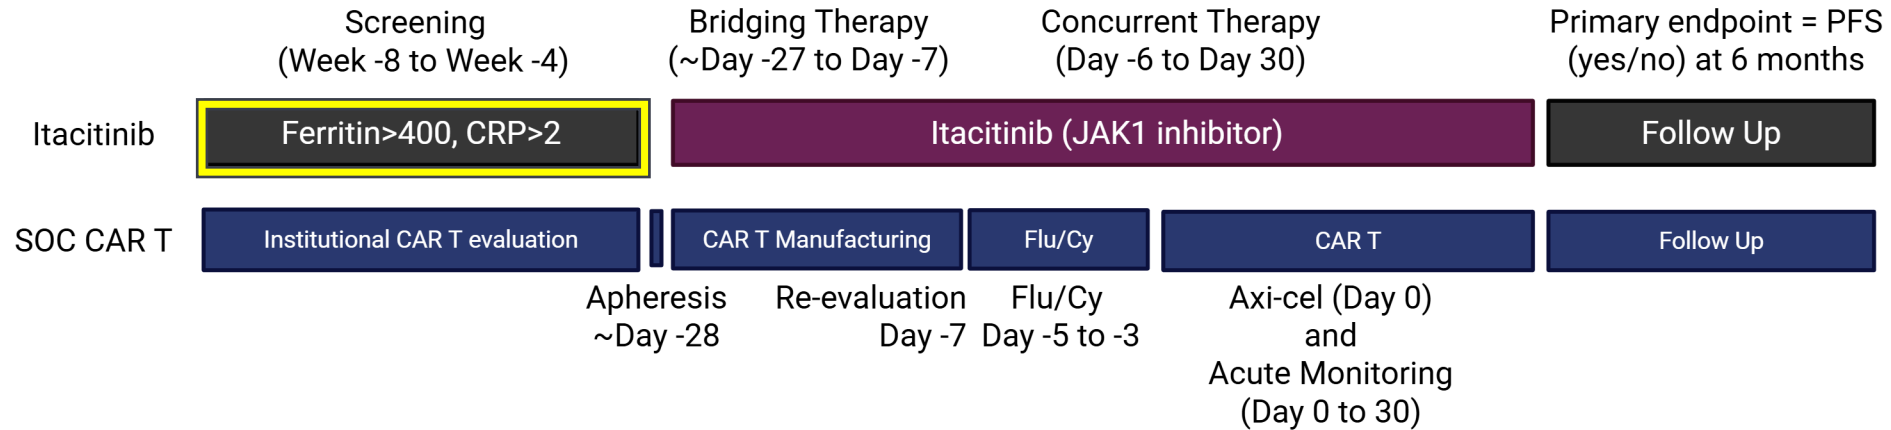 Screening
(Week -8 to Week -4)
Bridging Therapy
(~Day -27 to Day -7)
Concurrent Therapy
(Day -6 to Day 30)
Primary endpoint = PFS
(yes/no) at 6 months
Itacitinib
Ferritin>400, CRP>2
Itacitinib (JAK1 inhibitor)
Follow Up
SOC CAR T
Institutional CAR T evaluation
CAR T Manufacturing
Flu/Cy
CAR T
Follow Up
Apheresis
~Day -28
Re-evaluation
Day -7
Flu/Cy
Day -5 to -3
Axi-cel (Day 0)
and
Acute Monitoring
(Day 0 to 30)